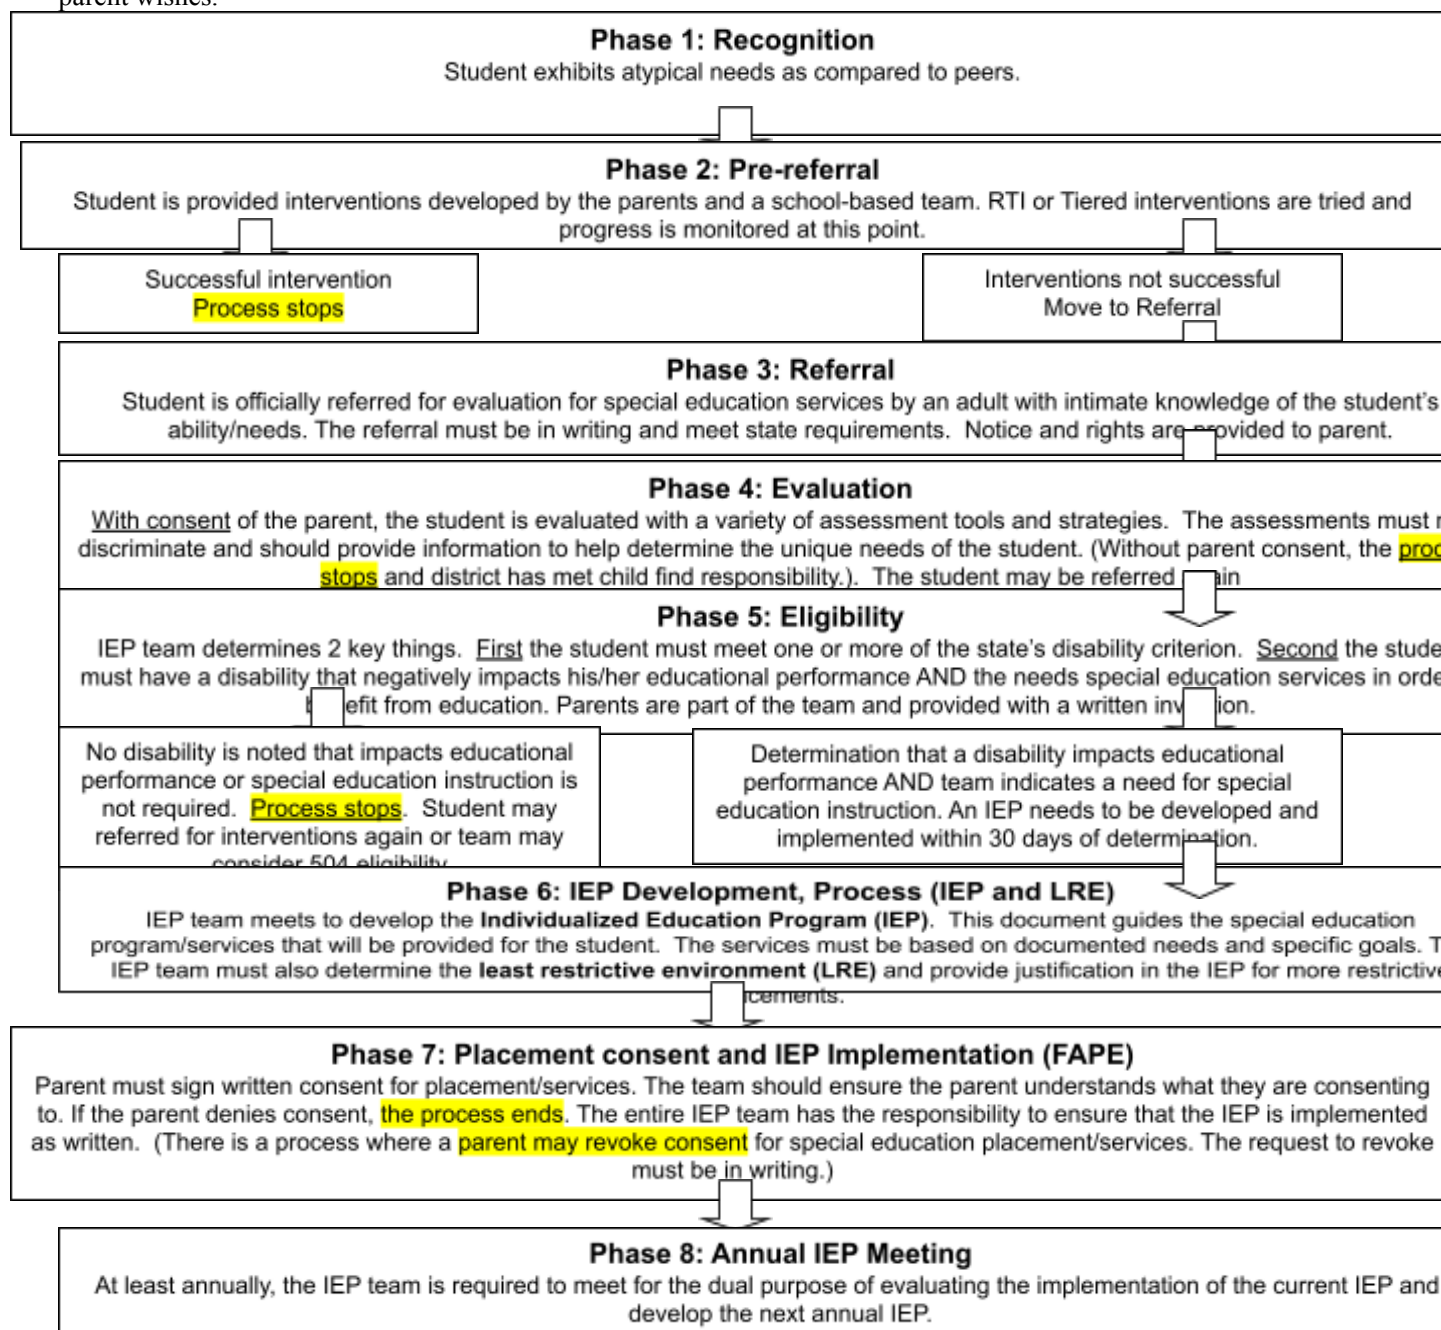 parent wishes.
Phase 1: Recognition
Student exhibits atypical needs as compared to peers.
Phase 2: Pre-referral
Student is provided interventions developed by the parents and a school-based team. RTI or Tiered interventions are tried and
progress is monitored at this point.
Successful intervention
Process stops
Interventions not successful
Move to Referral
Phase 3: Referral
Student is officially referred for evaluation for special education services by an adult with intimate knowledge of the student's
ability/needs. The referral must be in writing and meet state requirements. Notice and rights are provided to parent.
Phase 4: Evaluation
With consent of the parent, the student is evaluated with a variety of assessment tools and strategies. The assessments must
discriminate and should provide information to help determine the unique needs of the student. (Without parent consent, the
stops and district has met child find responsibility.). The student may be referred
Phase 5: Eligibility
IEP team determines 2 key things. First the student must meet one or more of the state's disability criterion. Second the
must have a disability that negatively impacts his/her educational performance AND the needs special education services in
from education. Parents are part of the team and provided with a written
No disability is noted that impacts educational
performance or special education instruction is
not required. Process stops. Student may
referred for interventions again or team may
consider 504 eligibility
Determination that a disability impacts educational
performance AND team indicates a need for special
education instruction. An IEP needs to be developed and
implemented within 30 days of determination.
Phase 6: IEP Development, Process (IEP and LRE)
IEP team meets to develop the Individualized Education Program (IEP). This document guides the special education
program/services that will be provided for the student. The services must be based on documented needs and specific goals.
IEP team must also determine the least restrictive environment (LRE) and provide justification in the IEP for more restrictive
Phase 7: Placement consent and IEP Implementation (FAPE)
Parent must sign written consent for placement/services. The team should ensure the parent understands what they are consenting
to. If the parent denies consent, the process ends. The entire IEP team has the responsibility to ensure that the IEP is implemented
as written. (There is a process where a parent may revoke consent for special education placement/services. The request to revoke
must be in writing.)
Phase 8: Annual IEP Meeting
At least annually, the IEP team is required to meet for the dual purpose of evaluating the implementation of the current IEP and
develop the next annual IEP.